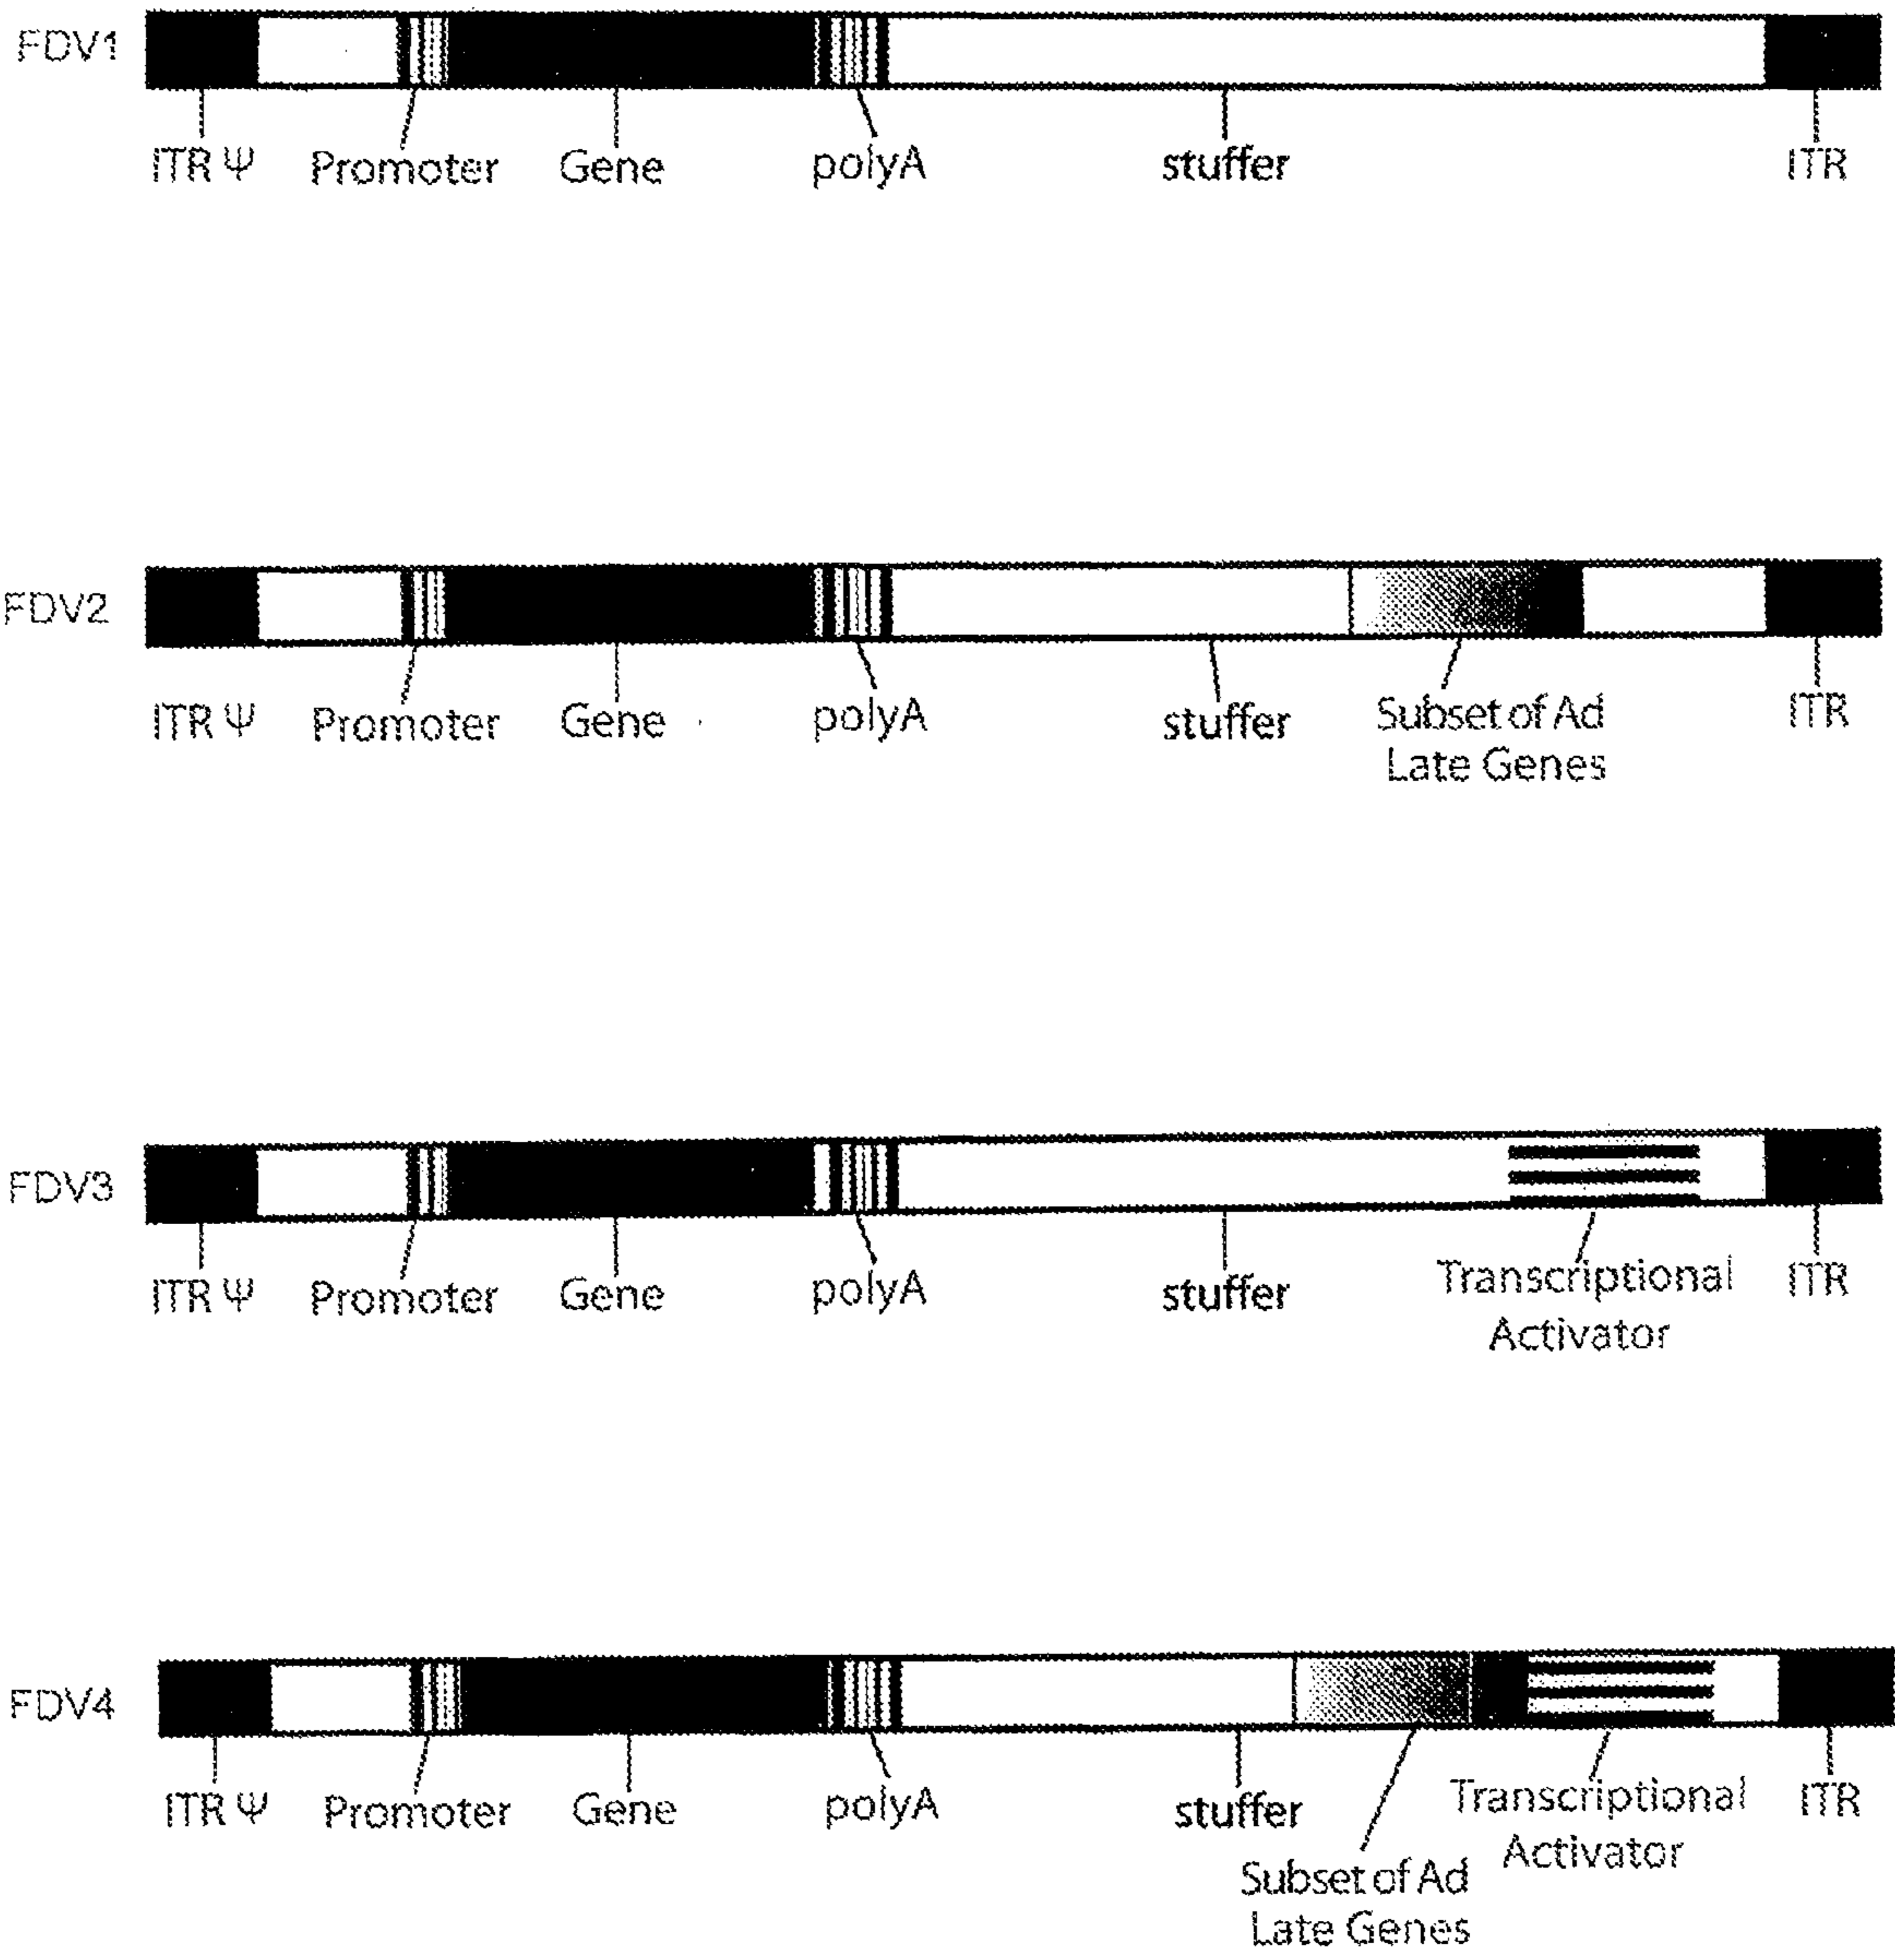 FDV1
ITR Ψ Promoter Gene polyA stuffer ITR
FDV2
ITR Ψ Promoter Gene polyA stuffer Subset of Ad ITR
Late Genes
FDV3
ITR Ψ Promoter Gene polyA stuffer Transcriptional ITR
Activator
FDV4
ITR Ψ Promoter Gene polyA stuffer Transcriptional ITR
Activator
Subset of Ad
Late Genes